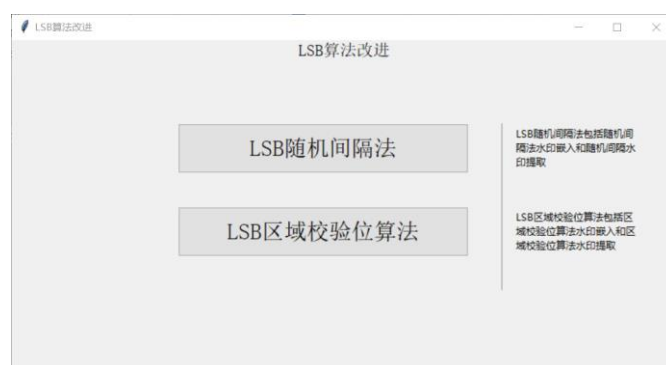 LSB算法改进
LSB算法改进
LSB随机间隔法
LSB随机间隔法包括随机间
隔法水印嵌入和随机间隔水
印提取
LSB区域校验位算法
LSB区域校验位算法包括区
域校验位算法水印嵌入和区
域校验位算法水印提取